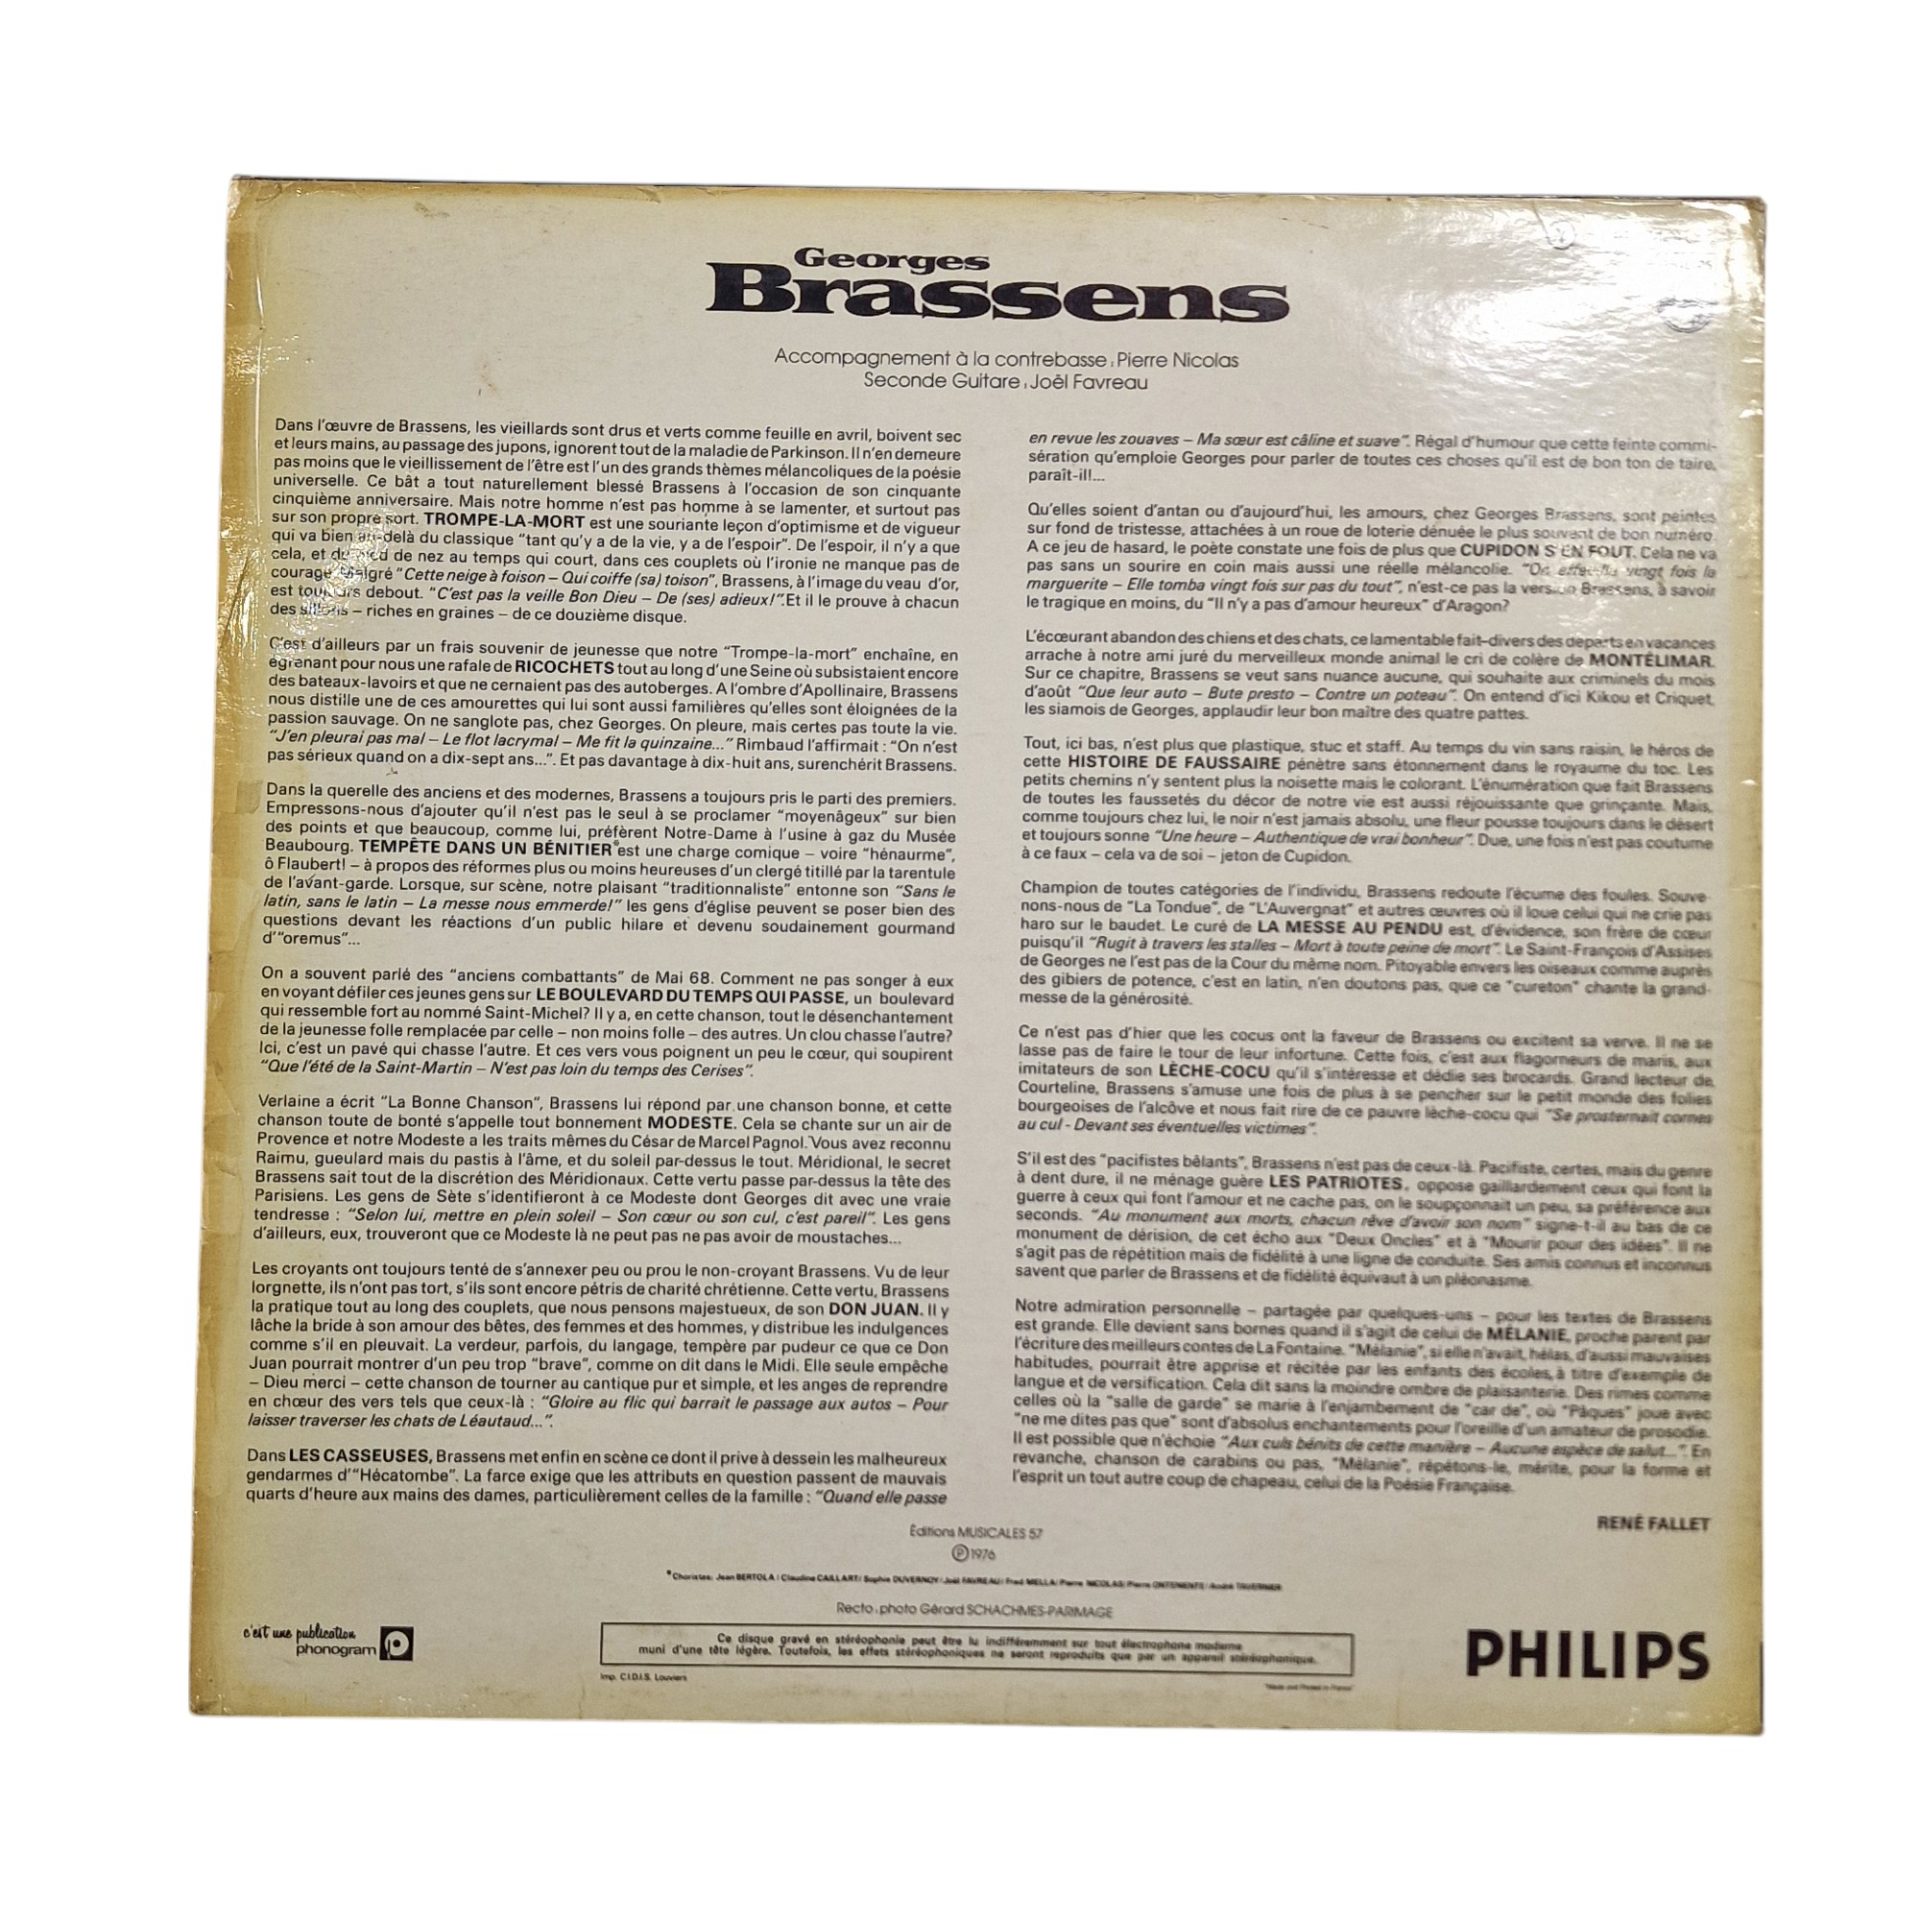 Georges
Brassens
Accompagnement à la contrebasse : Pierre Nicolas
Seconde Guitare : Joël Favreau
Dans l'œuvre de Brassens, les vieillards sont drus et verts comme feuille en avril, boivent sec
et leurs mains, au passage des jupons, ignorent tout de la maladie de Parkinson. Il n'en demeure
pas moins que le vieillissement de l'être est l'un des grands thèmes mélancoliques de la poésie
universelle. Ce bât a tout naturellement blessé Brassens à l'occasion de son cinquante
cinquième anniversaire. Mais notre homme n'est pas homme à se lamenter, et surtout pas
sur son propre sort. TROMPE-LA-MORT est une souriante leçon d'optimisme et de vigueur
qui va bien au-delà du classique "tant qu'y a de la vie, y a de l'espoir". De l'espoir, il n'y a que
cela, et du pied de nez au temps qui court, dans ces couplets où l'ironie ne manque pas de
courage. Malgré "Cette neige à foison – Qui coiffe (sa) toison", Brassens, à l'image du veau d'or,
est toujours debout. "C'est pas la veille Bon Dieu – De (ses) adieux!". Et il le prouve à chacun
des sillons – riches en graines – de ce douzième disque.
C'est d'ailleurs par un frais souvenir de jeunesse que notre "Trompe-la-mort" enchaîne, en
égrenant pour nous une rafale de RICOCHETS tout au long d'une Seine où subsistaient encore
des bateaux-lavoirs et que ne cernaient pas des autoberges. A l'ombre d'Apollinaire, Brassens
nous distille une de ces amourettes qui lui sont aussi familières qu'elles sont éloignées de la
passion sauvage. On ne sanglote pas, chez Georges. On pleure, mais certes pas toute la vie.
"J'en pleurai pas mal – Le flot lacrymal – Me fit la quinzaine..." Rimbaud l'affirmait : "On n'est
pas sérieux quand on a dix-sept ans...". Et pas davantage à dix-huit ans, surenchérit Brassens.
Dans la querelle des anciens et des modernes, Brassens a toujours pris le parti des premiers.
Empressons-nous d'ajouter qu'il n'est pas le seul à se proclamer "moyenâgeux" sur bien
des points et que beaucoup, comme lui, préfèrent Notre-Dame à l'usine à gaz du Musée
Beaubourg. TEMPÊTE DANS UN BÉNITIER* est une charge comique – voire "hénaurme",
ô Flaubert! – à propos des réformes plus ou moins heureuses d'un clergé titillé par la tarentule
de l'avant-garde. Lorsque, sur scène, notre plaisant "traditionnaliste" entonne son "Sans le
latin, sans le latin – La messe nous emmerde!" les gens d'église peuvent se poser bien des
questions devant les réactions d'un public hilare et devenu soudainement gourmand
d'"oremus"...
On a souvent parlé des "anciens combattants" de Mai 68. Comment ne pas songer à eux
en voyant défiler ces jeunes gens sur LE BOULEVARD DU TEMPS QUI PASSE, un boulevard
qui ressemble fort au nommé Saint-Michel? Il y a, en cette chanson, tout le désenchantement
de la jeunesse folle remplacée par celle – non moins folle – des autres. Un clou chasse l'autre?
Ici, c'est un pavé qui chasse l'autre. Et ces vers vous poignent un peu le cœur, qui soupirent
"Que l'été de la Saint-Martin – N'est pas loin du temps des Cerises".
Verlaine a écrit "La Bonne Chanson", Brassens lui répond par une chanson bonne, et cette
chanson toute de bonté s'appelle tout bonnement MODESTE. Cela se chante sur un air de
Provence et notre Modeste a les traits mêmes du César de Marcel Pagnol. Vous avez reconnu
Raimu, gueulard mais du pastis à l'âme, et du soleil par-dessus le tout. Méridional, le secret
Brassens sait tout de la discrétion des Méridionaux. Cette vertu passe par-dessus la tête des
Parisiens. Les gens de Sète s'identifieront à ce Modeste dont Georges dit avec une vraie
tendresse : "Selon lui, mettre en plein soleil – Son cœur ou son cul, c'est pareil". Les gens
d'ailleurs, eux, trouveront que ce Modeste là ne peut pas ne pas avoir de moustaches...
Les croyants ont toujours tenté de s'annexer peu ou prou le non-croyant Brassens. Vu de leur
lorgnette, ils n'ont pas tort, s'ils sont encore pétris de charité chrétienne. Cette vertu, Brassens
la pratique tout au long des couplets, que nous pensons majestueux, de son DON JUAN. Il y
lâche la bride à son amour des bêtes, des femmes et des hommes, y distribue les indulgences
comme s'il en pleuvait. La verdeur, parfois, du langage, tempère par pudeur ce que ce Don
Juan pourrait montrer d'un peu trop "brave", comme on dit dans le Midi. Elle seule empêche
– Dieu merci – cette chanson de tourner au cantique pur et simple, et les anges de reprendre
en chœur des vers tels que ceux-là : "Gloire au flic qui barrait le passage aux autos – Pour
laisser traverser les chats de Léautaud...".
Dans LES CASSEUSES, Brassens met enfin en scène ce dont il prive à dessein les malheureux
gendarmes d'"Hécatombe". La farce exige que les attributs en question passent de mauvais
quarts d'heure aux mains des dames, particulièrement celles de la famille : "Quand elle passe
en revue les zouaves – Ma sœur est câline et suave". Régal d'humour que cette feinte commi-
sération qu'emploie Georges pour parler de toutes ces choses qu'il est de bon ton de taire,
paraît-il!...
Qu'elles soient d'antan ou d'aujourd'hui, les amours, chez Georges Brassens, sont peintes
sur fond de tristesse, attachées à un roue de loterie dénuée le plus souvent de bon numéro.
A ce jeu de hasard, le poète constate une fois de plus que CUPIDON S'EN FOUT. Cela ne va
pas sans un sourire en coin mais aussi une réelle mélancolie. "On effeuilla vingt fois la
marguerite – Elle tomba vingt fois sur pas du tout", n'est-ce pas la version Brassens, à savoir
le tragique en moins, du "Il n'y a pas d'amour heureux" d'Aragon?
L'écœurant abandon des chiens et des chats, ce lamentable fait-divers des departs en vacances
arrache à notre ami juré du merveilleux monde animal le cri de colère de MONTÉLIMAR.
Sur ce chapitre, Brassens se veut sans nuance aucune, qui souhaite aux criminels du mois
d'août "Que leur auto – Bute presto – Contre un poteau". On entend d'ici Kikou et Criquet,
les siamois de Georges, applaudir leur bon maître des quatre pattes.
Tout, ici bas, n'est plus que plastique, stuc et staff. Au temps du vin sans raisin, le héros de
cette HISTOIRE DE FAUSSAIRE pénètre sans étonnement dans le royaume du toc. Les
petits chemins n'y sentent plus la noisette mais le colorant. L'énumération que fait Brassens
de toutes les faussetés du décor de notre vie est aussi réjouissante que grinçante. Mais,
comme toujours chez lui, le noir n'est jamais absolu, une fleur pousse toujours dans le désert
et toujours sonne "Une heure – Authentique de vrai bonheur". Due, une fois n'est pas coutume
à ce faux – cela va de soi – jeton de Cupidon.
Champion de toutes catégories de l'individu, Brassens redoute l'écume des foules. Souve-
nons-nous de "La Tondue", de "L'Auvergnat" et autres œuvres où il loue celui qui ne crie pas
haro sur le baudet. Le curé de LA MESSE AU PENDU est, d'évidence, son frère de cœur
puisqu'il "Rugit à travers les stalles – Mort à toute peine de mort". Le Saint-François d'Assises
de Georges ne l'est pas de la Cour du même nom. Pitoyable envers les oiseaux comme auprès
des gibiers de potence, c'est en latin, n'en doutons pas, que ce "cureton" chante la grand-
messe de la générosité.
Ce n'est pas d'hier que les cocus ont la faveur de Brassens ou excitent sa verve. Il ne se
lasse pas de faire le tour de leur infortune. Cette fois, c'est aux flagorneurs de maris, aux
imitateurs de son LÈCHE-COCU qu'il s'intéresse et dédie ses brocards. Grand lecteur de
Courteline, Brassens s'amuse une fois de plus à se pencher sur le petit monde des folies
bourgeoises de l'alcôve et nous fait rire de ce pauvre lèche-cocu qui "Se prosternait cornes
au cul - Devant ses éventuelles victimes".
S'il est des "pacifistes bêlants", Brassens n'est pas de ceux-là. Pacifiste, certes, mais du genre
à dent dure, il ne ménage guère LES PATRIOTES, oppose gaillardement ceux qui font la
guerre à ceux qui font l'amour et ne cache pas, on le soupçonnait un peu, sa préférence aux
seconds. "Au monument aux morts, chacun rêve d'avoir son nom" signe-t-il au bas de ce
monument de dérision, de cet écho aux "Deux Oncles" et à "Mourir pour des idées". Il ne
s'agit pas de répétition mais de fidélité à une ligne de conduite. Ses amis connus et inconnus
savent que parler de Brassens et de fidélité équivaut à un pléonasme.
Notre admiration personnelle – partagée par quelques-uns – pour les textes de Brassens
est grande. Elle devient sans bornes quand il s'agit de celui de MÉLANIE, proche parent par
l'écriture des meilleurs contes de La Fontaine. "Mélanie", si elle n'avait, hélas, d'aussi mauvaises
habitudes, pourrait être apprise et récitée par les enfants des écoles, à titre d'exemple de
langue et de versification. Cela dit sans la moindre ombre de plaisanterie. Des rimes comme
celles où la "salle de garde" se marie à l'enjambement de "car de", où "Pâques" joue avec
"ne me dites pas que" sont d'absolus enchantements pour l'oreille d'un amateur de prosodie.
Il est possible que n'échoie "Aux culs bénits de cette manière – Aucune espèce de salut...". En
revanche, chanson de carabins ou pas, "Mélanie", répétons-le, mérite, pour la forme et
l'esprit un tout autre coup de chapeau, celui de la Poésie Française.
RENÉ FALLET
Éditions MUSICALES 57
℗ 1976
*Choristes: Jean BERTOLA / Claudine CAILLART / Sophie DUVERNOY / Joël FAVREAU / Fred MELLA / Pierre NICOLAS / Pierre ONTENIENTE / André TAVERNIER
Recto : photo Gérard SCHACHMES-PARIMAGE
c'est une publication
phonogram
Ce disque gravé en stéréophonie peut être lu indifféremment sur tout électrophone moderne
muni d'une tête légère. Toutefois, les effets stéréophoniques ne seront reproduits que par un appareil stéréophonique.
Imp. C.I.D.I.S. Louviers
"Made and Printed in France"
PHILIPS